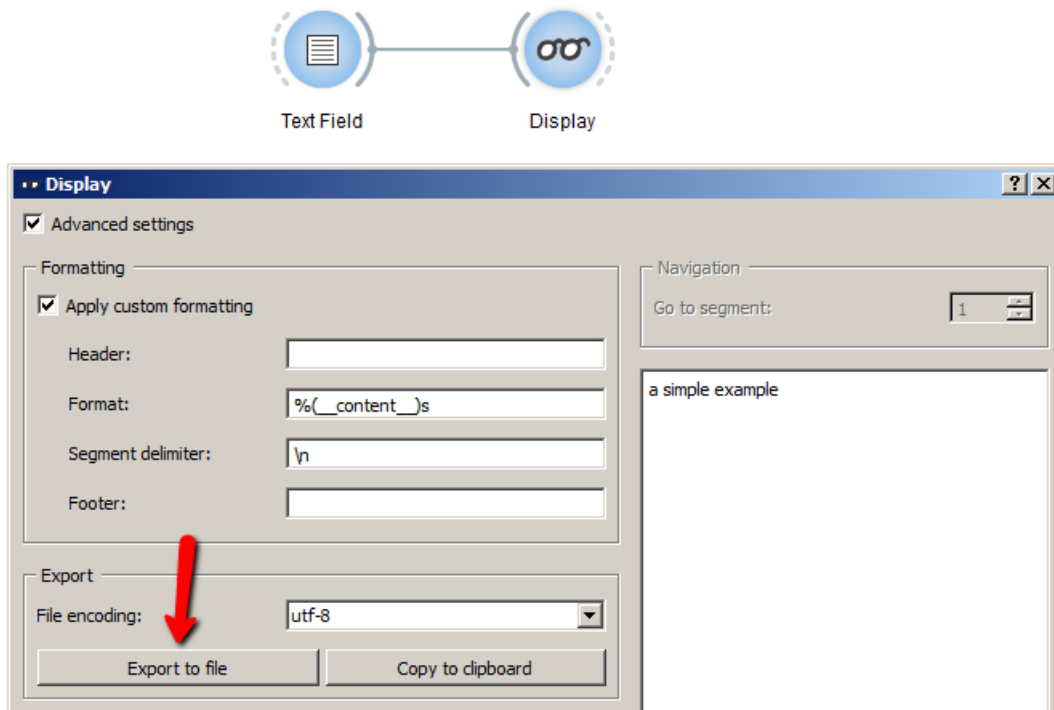 Text Field
Display
Display
Advanced settings
Formatting
Apply custom formatting
Header:
Format:
%(__content__)s
Segment delimiter:
\n
Footer:
Navigation
Go to segment:
1
a simple example
Export
File encoding:
utf-8
Export to file
Copy to clipboard